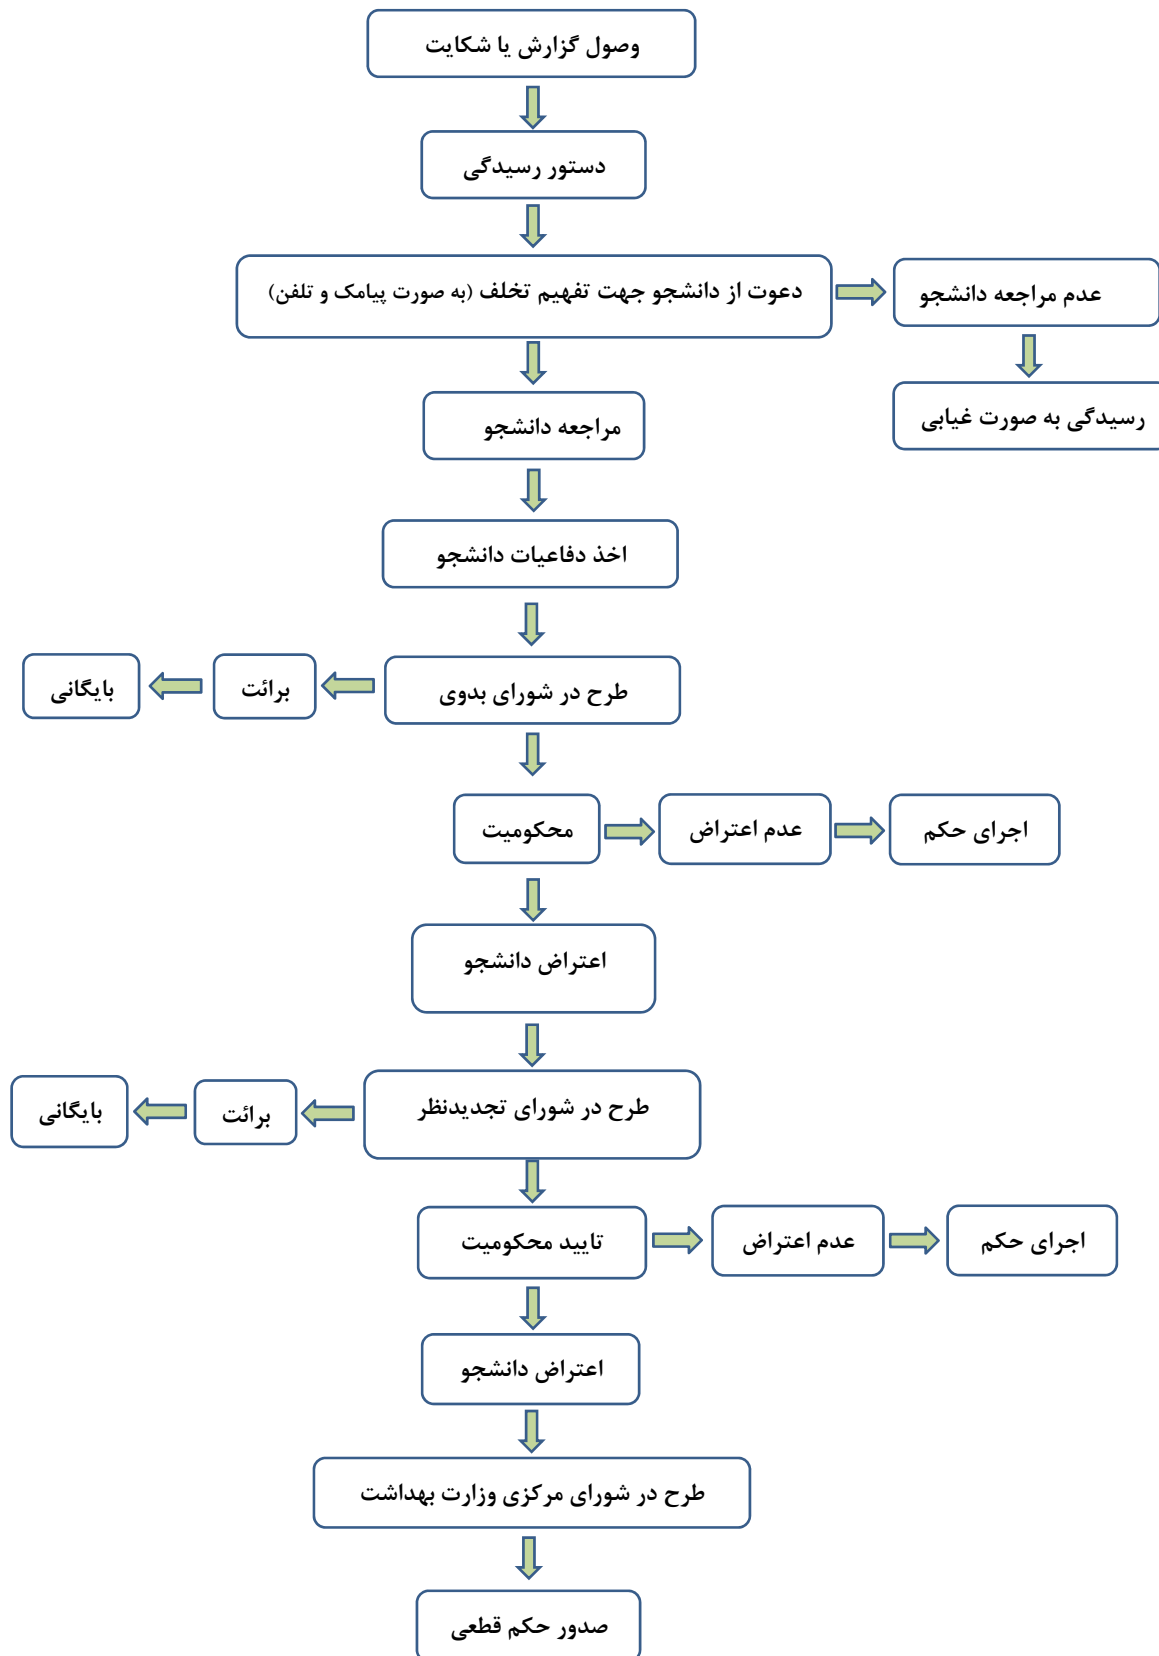 وصول گزارش یا شکایت
دستور رسیدگی
دعوت از دانشجو جهت تفهیم تخلف (به صورت پیامک و تلفن)
عدم مراجعه دانشجو
رسیدگی به صورت غیابی
مراجعه دانشجو
اخذ دفاعیات دانشجو
طرح در شورای بدوی
برائت
بایگانی
محکومیت
عدم اعتراض
اجرای حکم
اعتراض دانشجو
طرح در شورای تجدیدنظر
برائت
بایگانی
تایید محکومیت
عدم اعتراض
اجرای حکم
اعتراض دانشجو
طرح در شورای مرکزی وزارت بهداشت
صدور حکم قطعی